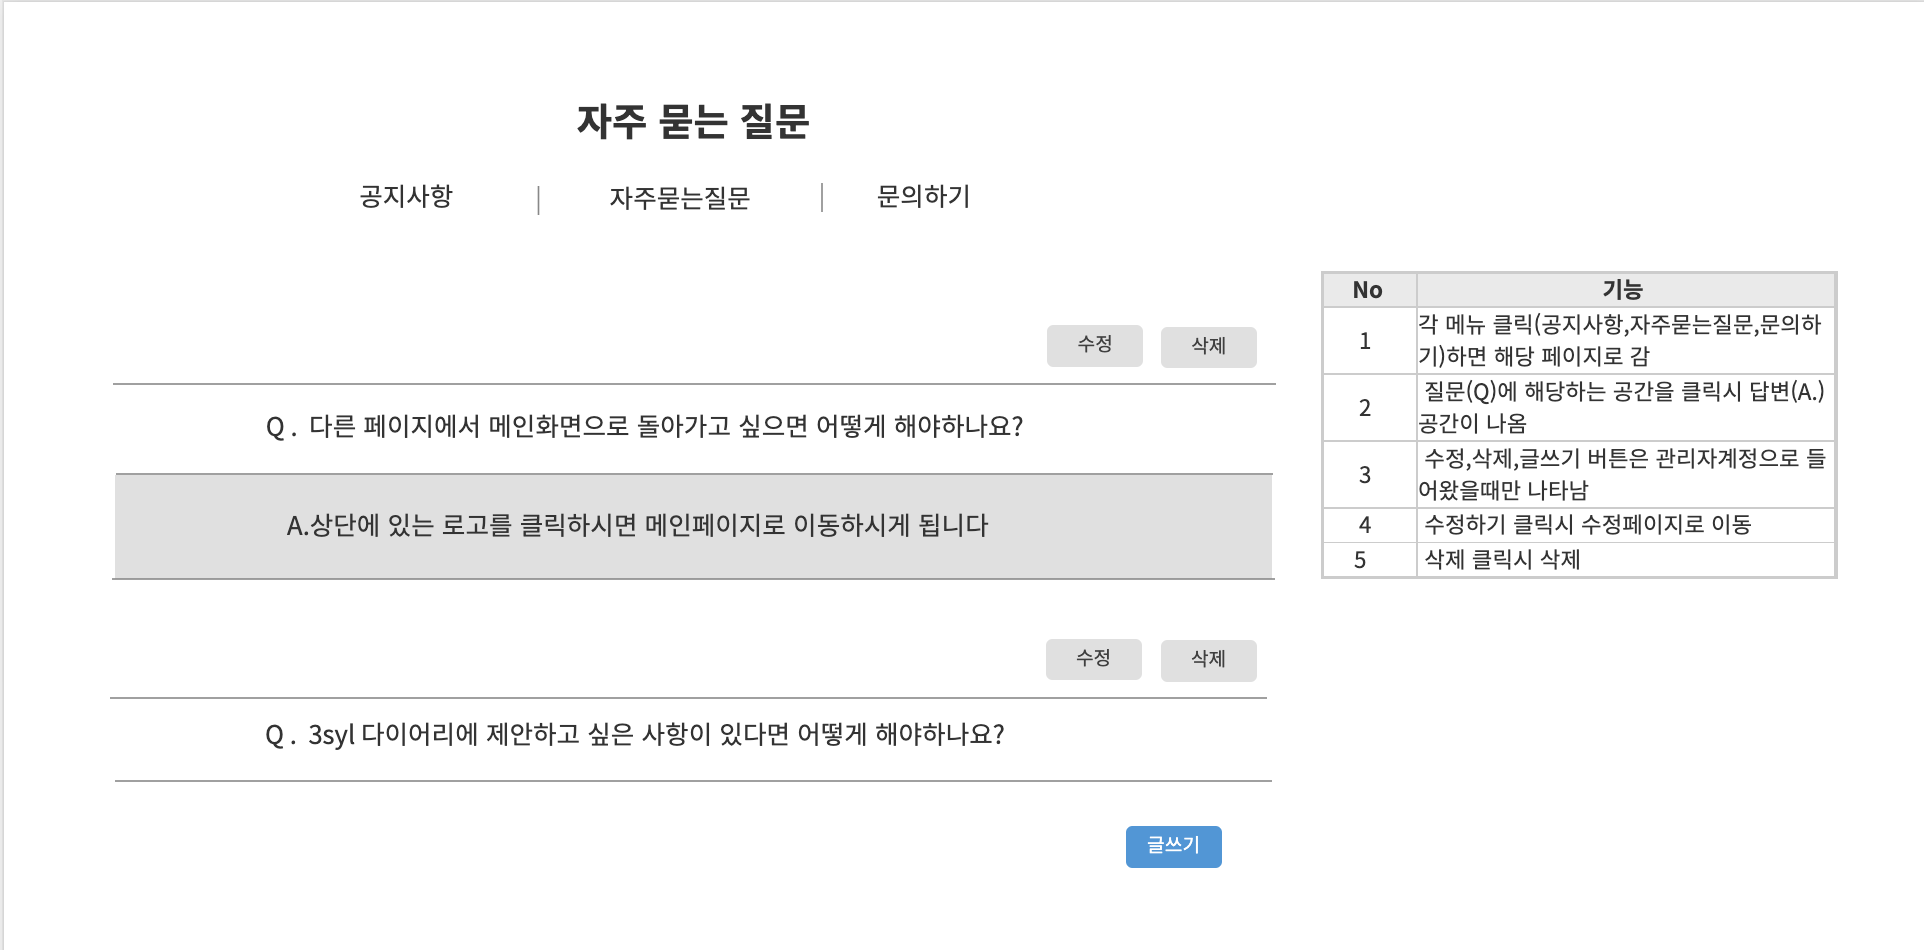 자주 묻는 질문
공지사항 | 자주묻는질문 | 문의하기
수정 삭제
Q . 다른 페이지에서 메인화면으로 돌아가고 싶으면 어떻게 해야하나요?
A.상단에 있는 로고를 클릭하시면 메인페이지로 이동하시게 됩니다
수정 삭제
Q . 3syl 다이어리에 제안하고 싶은 사항이 있다면 어떻게 해야하나요?
글쓰기
No 기능
1 각 메뉴 클릭(공지사항,자주묻는질문,문의하
기)하면 해당 페이지로 감
2 질문(Q)에 해당하는 공간을 클릭시 답변(A.)
공간이 나옴
3 수정,삭제,글쓰기 버튼은 관리자계정으로 들
어왔을때만 나타남
4 수정하기 클릭시 수정페이지로 이동
5 삭제 클릭시 삭제